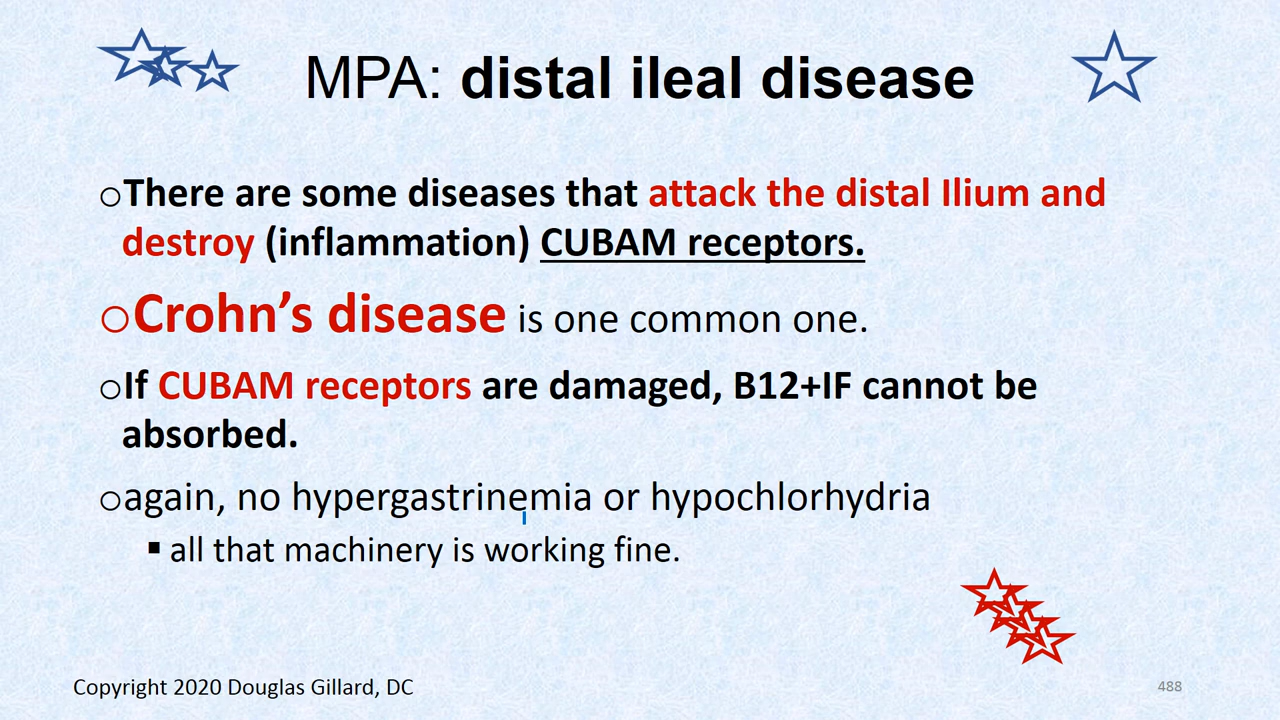 MPA: distal ileal disease
oThere are some diseases that attack the distal Ilium and
destroy (inflammation) CUBAM receptors.
oCrohn’s disease is one common one.
oIf CUBAM receptors are damaged, B12+IF cannot be
absorbed.
oagain, no hypergastrinemia or hypochlorhydria
▪ all that machinery is working fine.
Copyright 2020 Douglas Gillard, DC
488